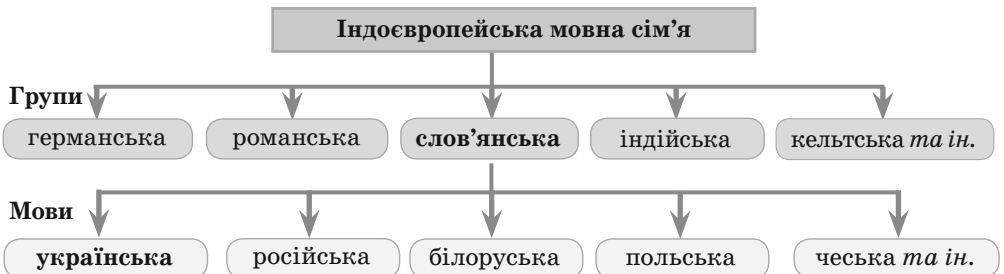 Індоєвропейська мовна сім’я
Групи
германська романська слов’янська індійська кельтська та ін.
Мови
українська російська білоруська польська чеська та ін.